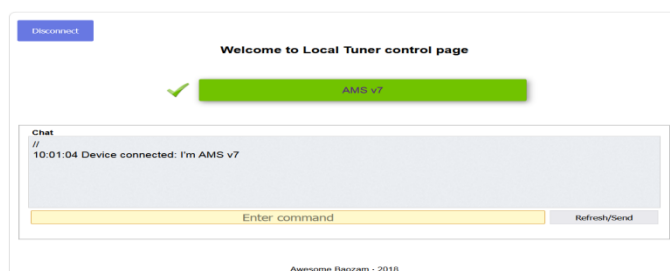 Disconnect
Welcome to Local Tuner control page
AMS v7
Chat
//
10:01:04 Device connected: I'm AMS v7
Enter command
Refresh/Send
Awesome Baozam - 2018